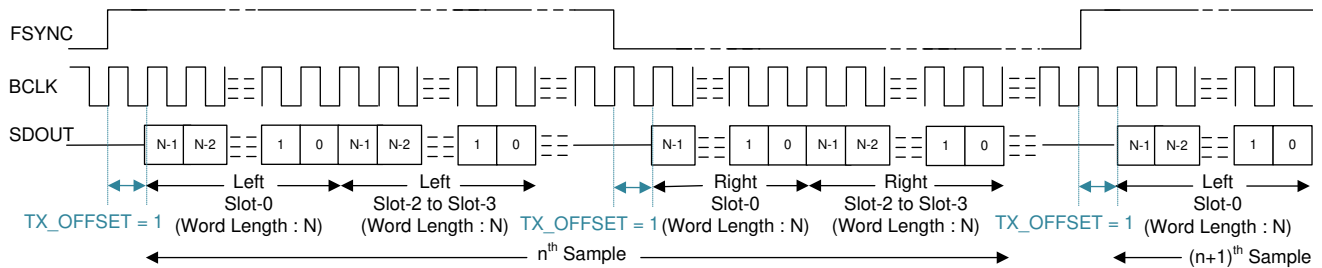 FSYNC
BCLK
SDOUT
N-1 N-2 1 0 N-1 N-2 1 0 N-1 1 0 N-1 N-2 1 0 N-1 N-2 1 0
Left Left Right Right Left
Slot-0 Slot-2 to Slot-3 Slot-0 Slot-2 to Slot-3 Slot-0
TX_OFFSET = 1 (Word Length : N) (Word Length : N) TX_OFFSET = 1 (Word Length : N) (Word Length : N) TX_OFFSET = 1 (Word Length : N)
nth Sample (n+1)th Sample